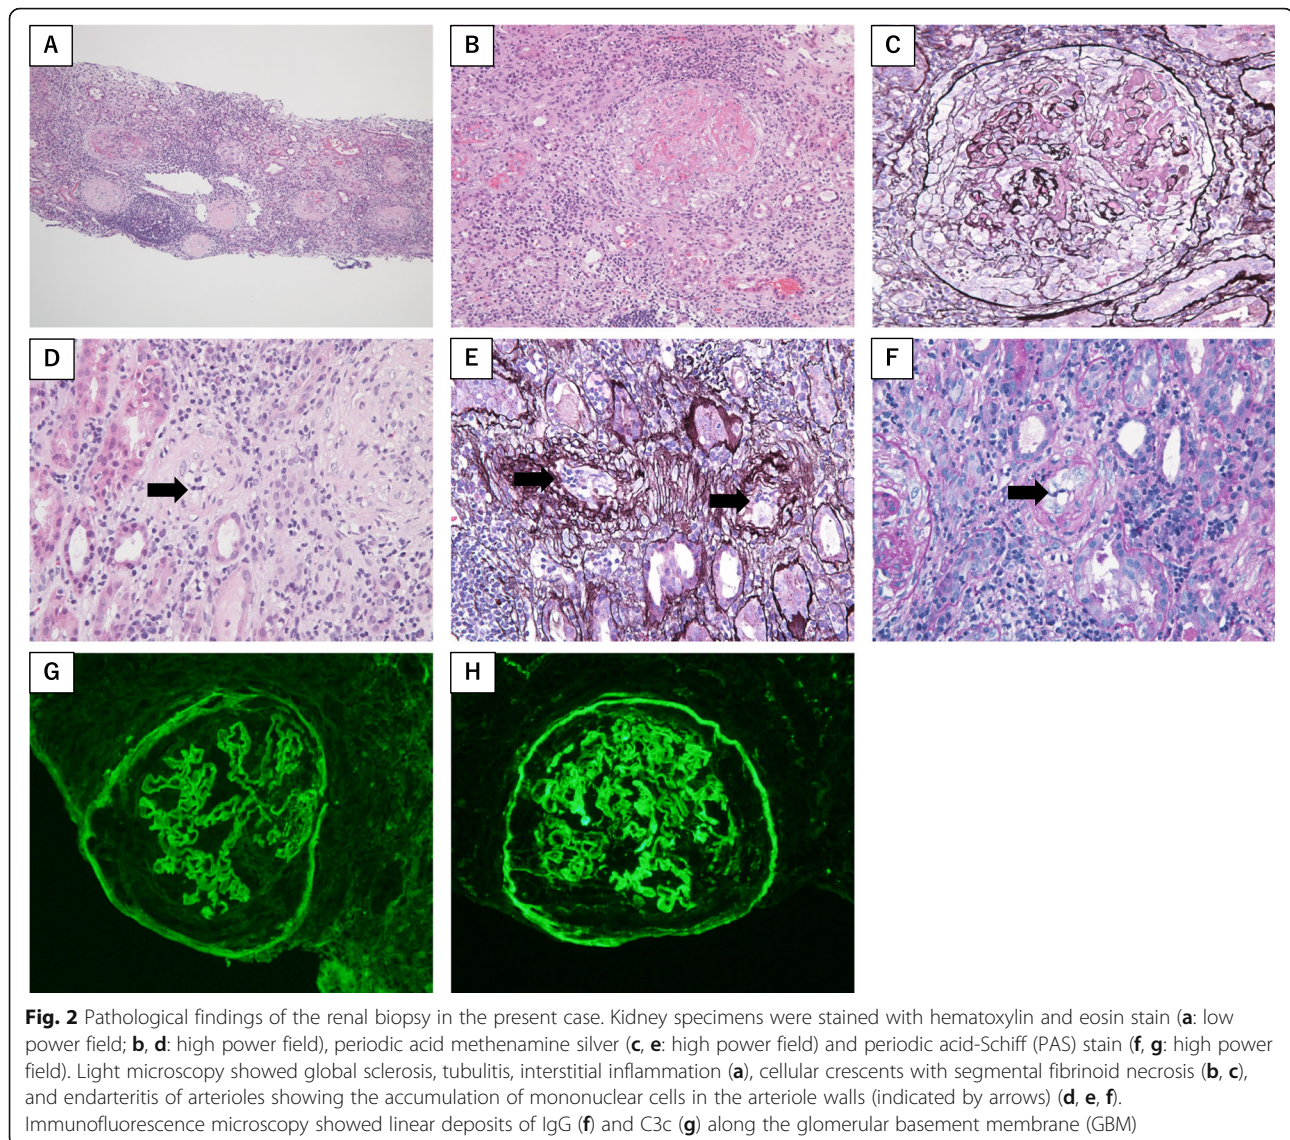 A
B
C
D
E
F
G
H
Fig. 2 Pathological findings of the renal biopsy in the present case. Kidney specimens were stained with hematoxylin and eosin stain (a: low
power field; b, d: high power field), periodic acid methenamine silver (c, e: high power field) and periodic acid-Schiff (PAS) stain (f, g: high power
field). Light microscopy showed global sclerosis, tubulitis, interstitial inflammation (a), cellular crescents with segmental fibrinoid necrosis (b, c),
and endarteritis of arterioles showing the accumulation of mononuclear cells in the arteriole walls (indicated by arrows) (d, e, f).
Immunofluorescence microscopy showed linear deposits of IgG (f) and C3c (g) along the glomerular basement membrane (GBM)